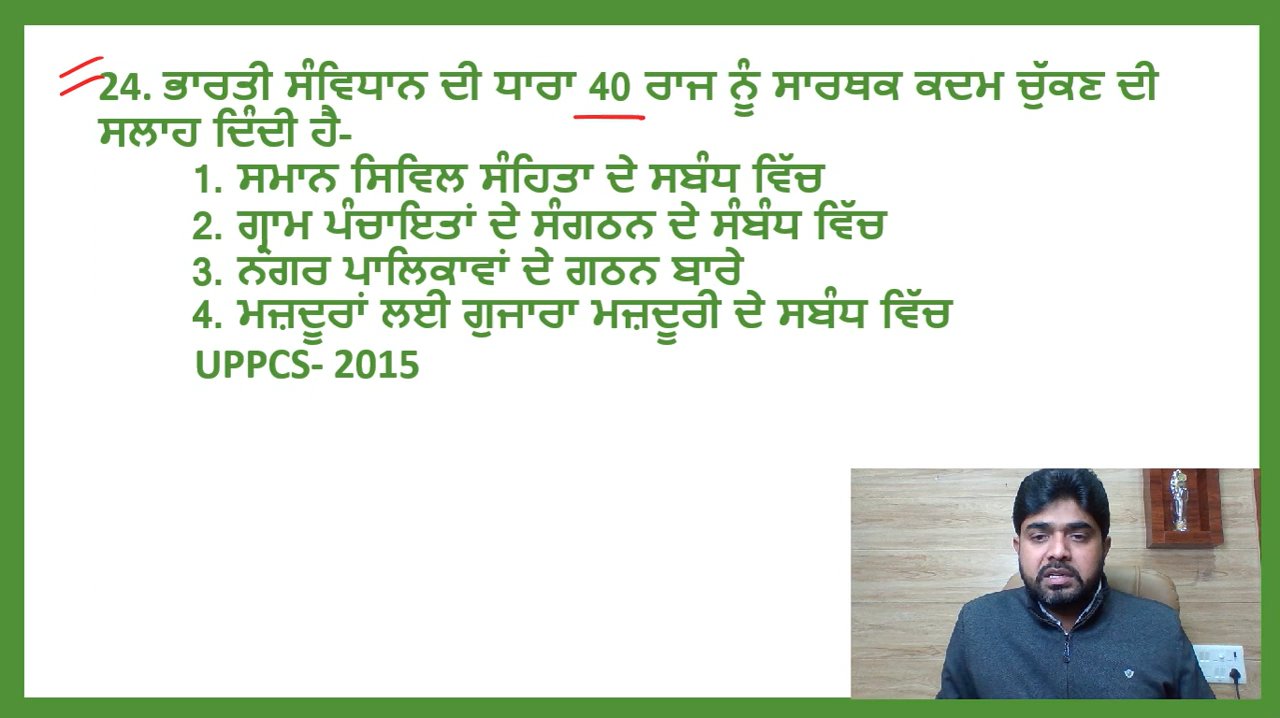 24. ਭਾਰਤੀ ਸੰਵਿਧਾਨ ਦੀ ਧਾਰਾ 40 ਰਾਜ ਨੂੰ ਸਾਰਥਕ ਕਦਮ ਚੁੱਕਣ ਦੀ
ਸਲਾਹ ਦਿੰਦੀ ਹੈ-
1. ਸਮਾਨ ਸਿਵਿਲ ਸੰਹਿਤਾ ਦੇ ਸਬੰਧ ਵਿੱਚ
2. ਗ੍ਰਾਮ ਪੰਚਾਇਤਾਂ ਦੇ ਸੰਗਠਨ ਦੇ ਸੰਬੰਧ ਵਿੱਚ
3. ਨਗਰ ਪਾਲਿਕਾਵਾਂ ਦੇ ਗਠਨ ਬਾਰੇ
4. ਮਜ਼ਦੂਰਾਂ ਲਈ ਗੁਜਾਰਾ ਮਜ਼ਦੂਰੀ ਦੇ ਸਬੰਧ ਵਿੱਚ
UPPCS- 2015